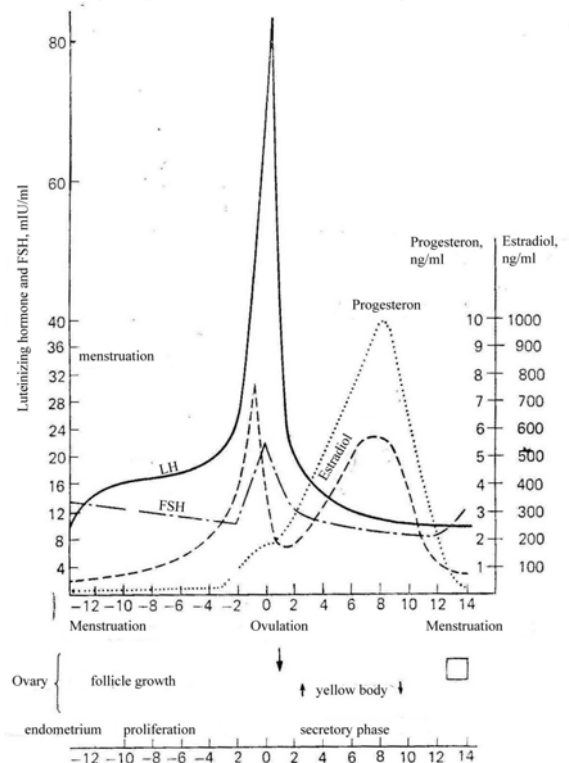 80
60
40
36
32
28
24
20
16
12
8
4
Luteinizing hormone and FSH, mIU/ml
menstruation
LH
FSH
Estradiol
Progesteron
Progesteron,
ng/ml
Estradiol,
ng/ml
10 1000
9 900
8 800
7 700
6 600
5 500
4 400
3 300
2 200
1 100
-12 -10 -8 -6 -4 -2 0 2 4 6 8 10 12 14
Menstruation Ovulation Menstruation
Ovary follicle growth
yellow body
endometrium proliferation secretory phase
-12 -10 -8 -6 -4 -2 0 2 4 6 8 10 12 14